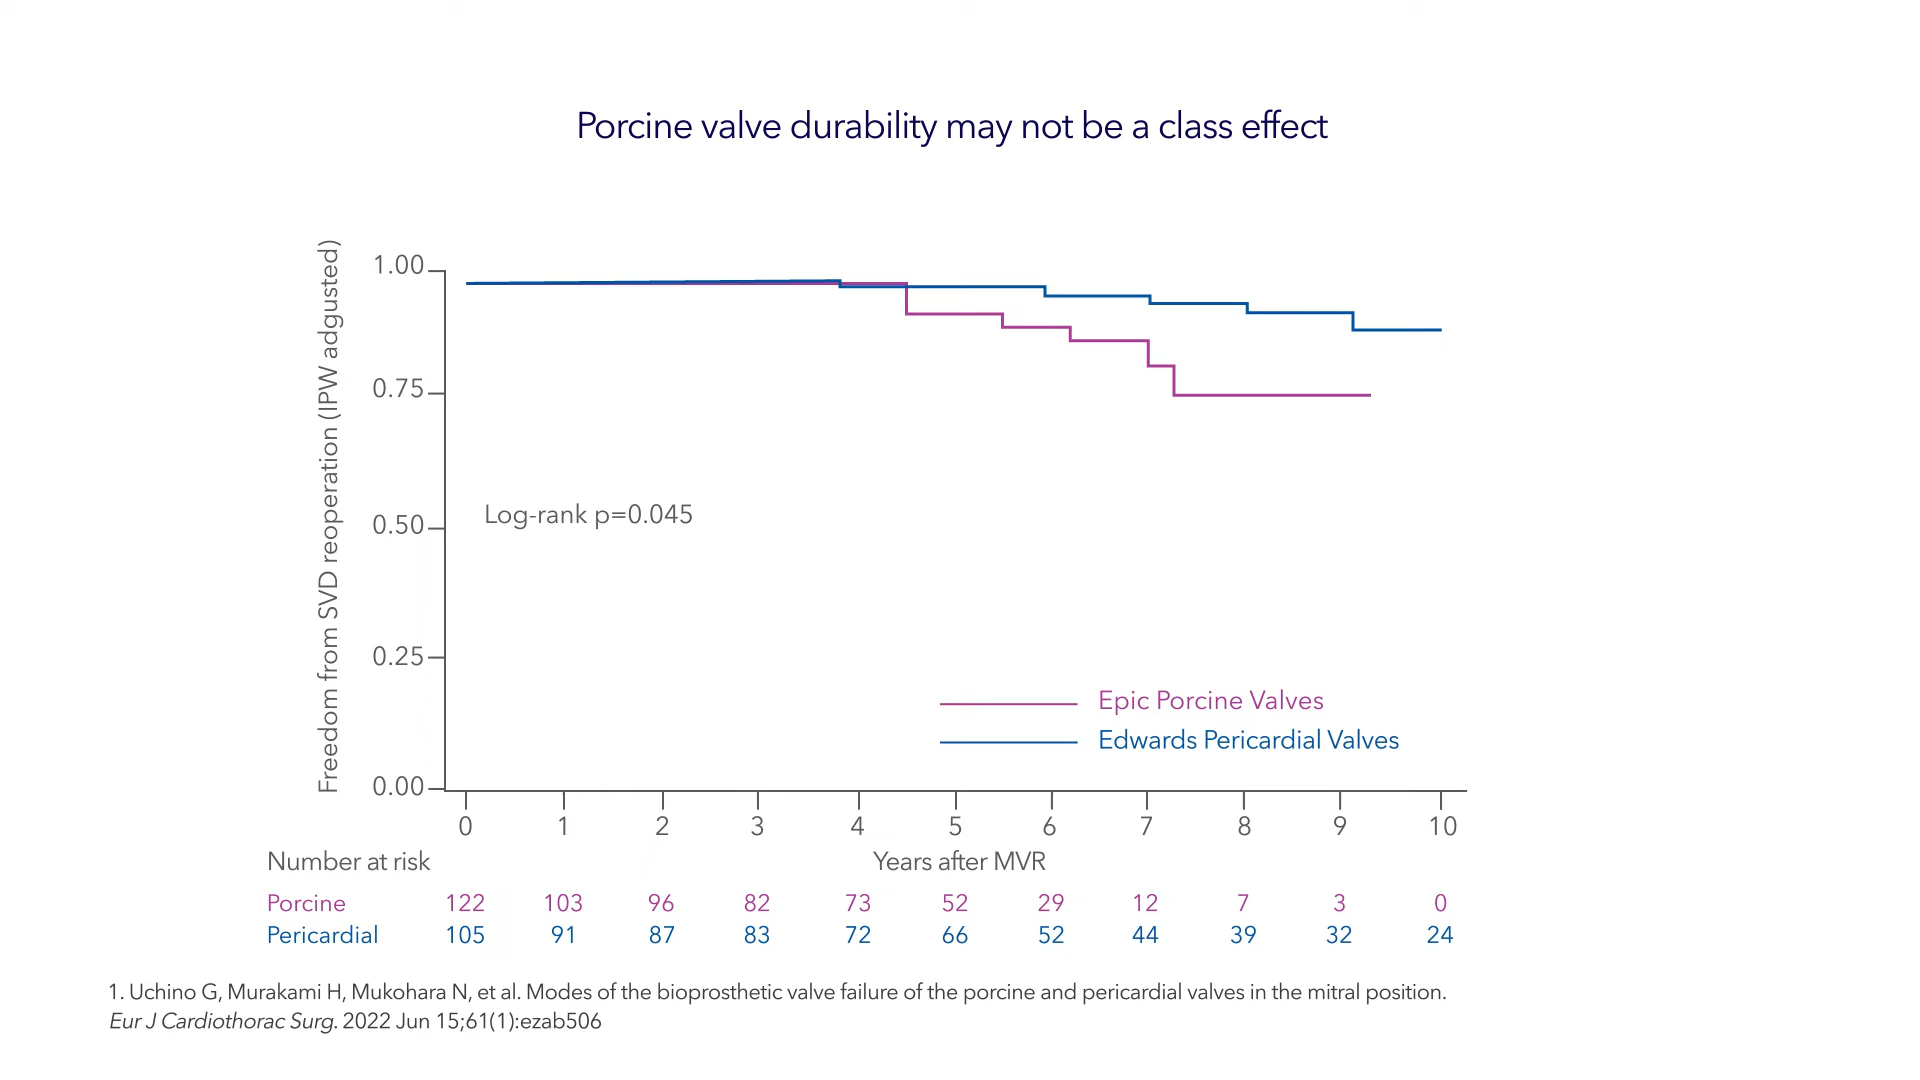 Porcine valve durability may not be a class effect
Freedom from SVD reoperation (IPW adgusted)
1.00
0.75
0.50
0.25
0.00
Log-rank p=0.045
Epic Porcine Valves
Edwards Pericardial Valves
0 1 2 3 4 5 6 7 8 9 10
Number at risk Years after MVR
Porcine 122 103 96 82 73 52 29 12 7 3 0
Pericardial 105 91 87 83 72 66 52 44 39 32 24
1. Uchino G, Murakami H, Mukohara N, et al. Modes of the bioprosthetic valve failure of the porcine and pericardial valves in the mitral position.
Eur J Cardiothorac Surg. 2022 Jun 15;61(1):ezab506